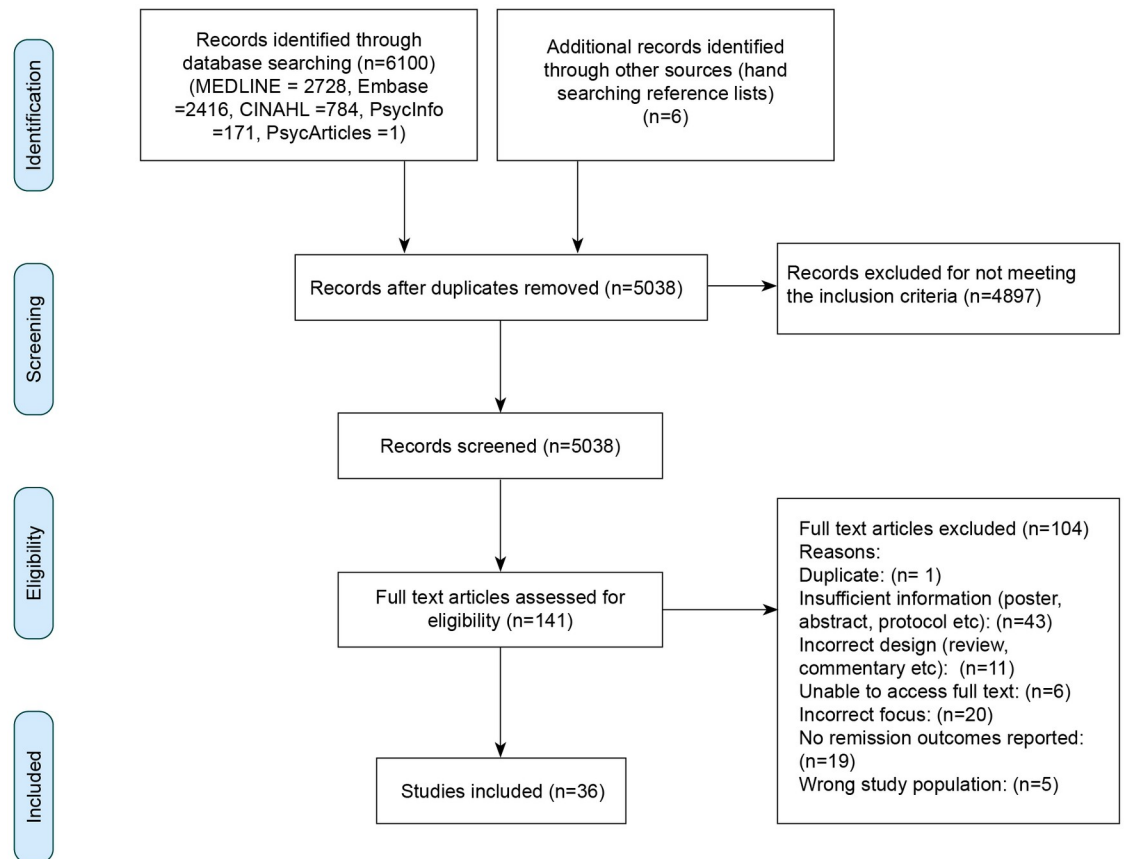 Identification
Records identified through
database searching (n=6100)
(MEDLINE = 2728, Embase
=2416, CINAHL =784, PsycInfo
=171, PsycArticles =1)
Additional records identified
through other sources (hand
searching reference lists)
(n=6)
Screening
Records after duplicates removed (n=5038)
Records excluded for not meeting
the inclusion criteria (n=4897)
Records screened (n=5038)
Eligibility
Full text articles assessed for
eligibility (n=141)
Full text articles excluded (n=104)
Reasons:
Duplicate: (n= 1)
Insufficient information (poster,
abstract, protocol etc): (n=43)
Incorrect design (review,
commentary etc):  (n=11)
Unable to access full text: (n=6)
Incorrect focus: (n=20)
No remission outcomes reported:
(n=19)
Wrong study population: (n=5)
Included
Studies included (n=36)